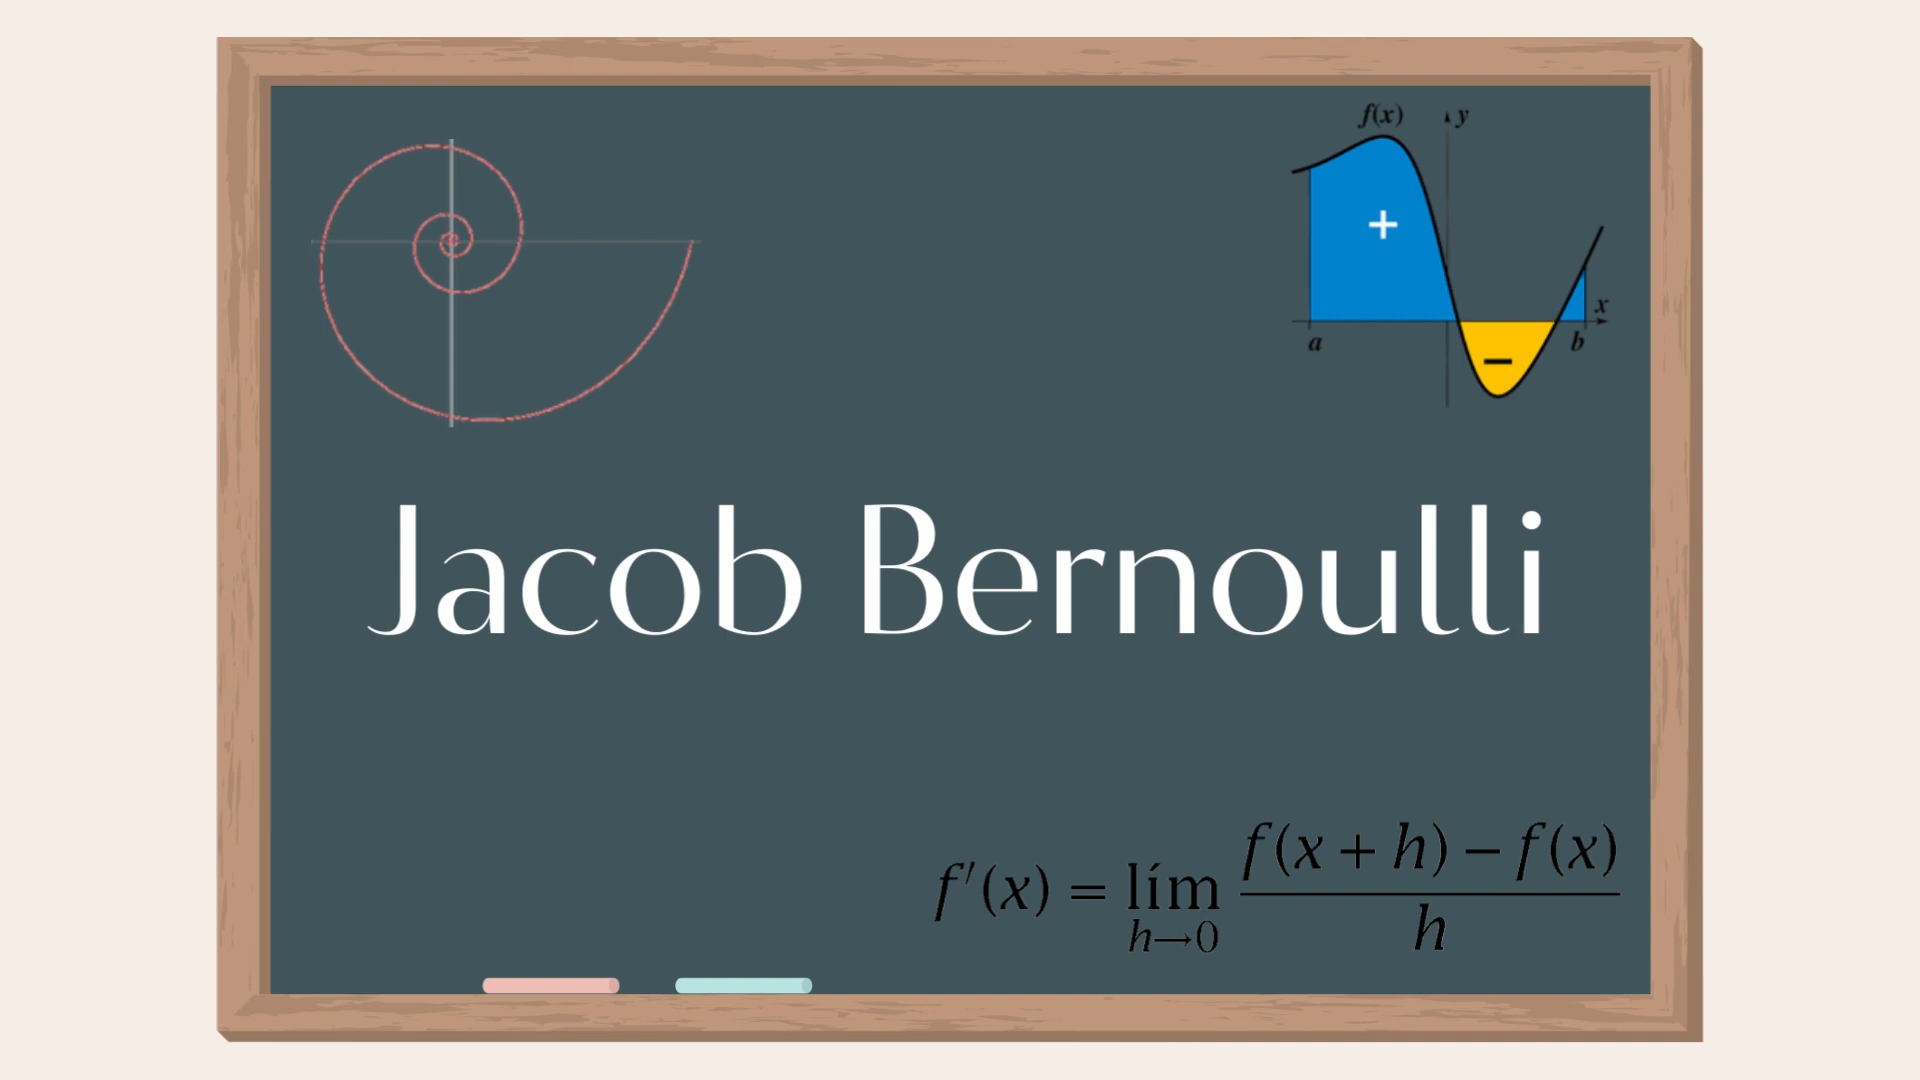 f(x)
y
+
x
a
−
b
Jacob Bernoulli
f′(x) = lím h→0 f(x + h) − f(x) / h